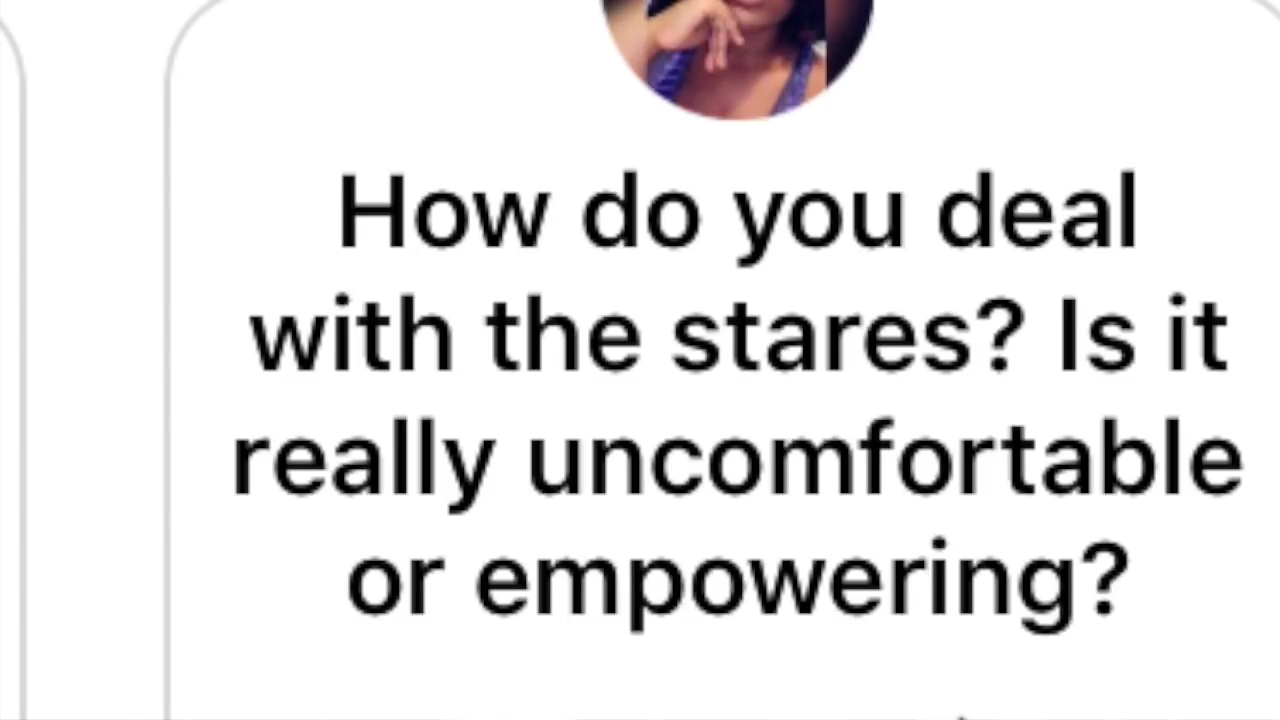 How do you deal
with the stares? Is it
really uncomfortable
or empowering?